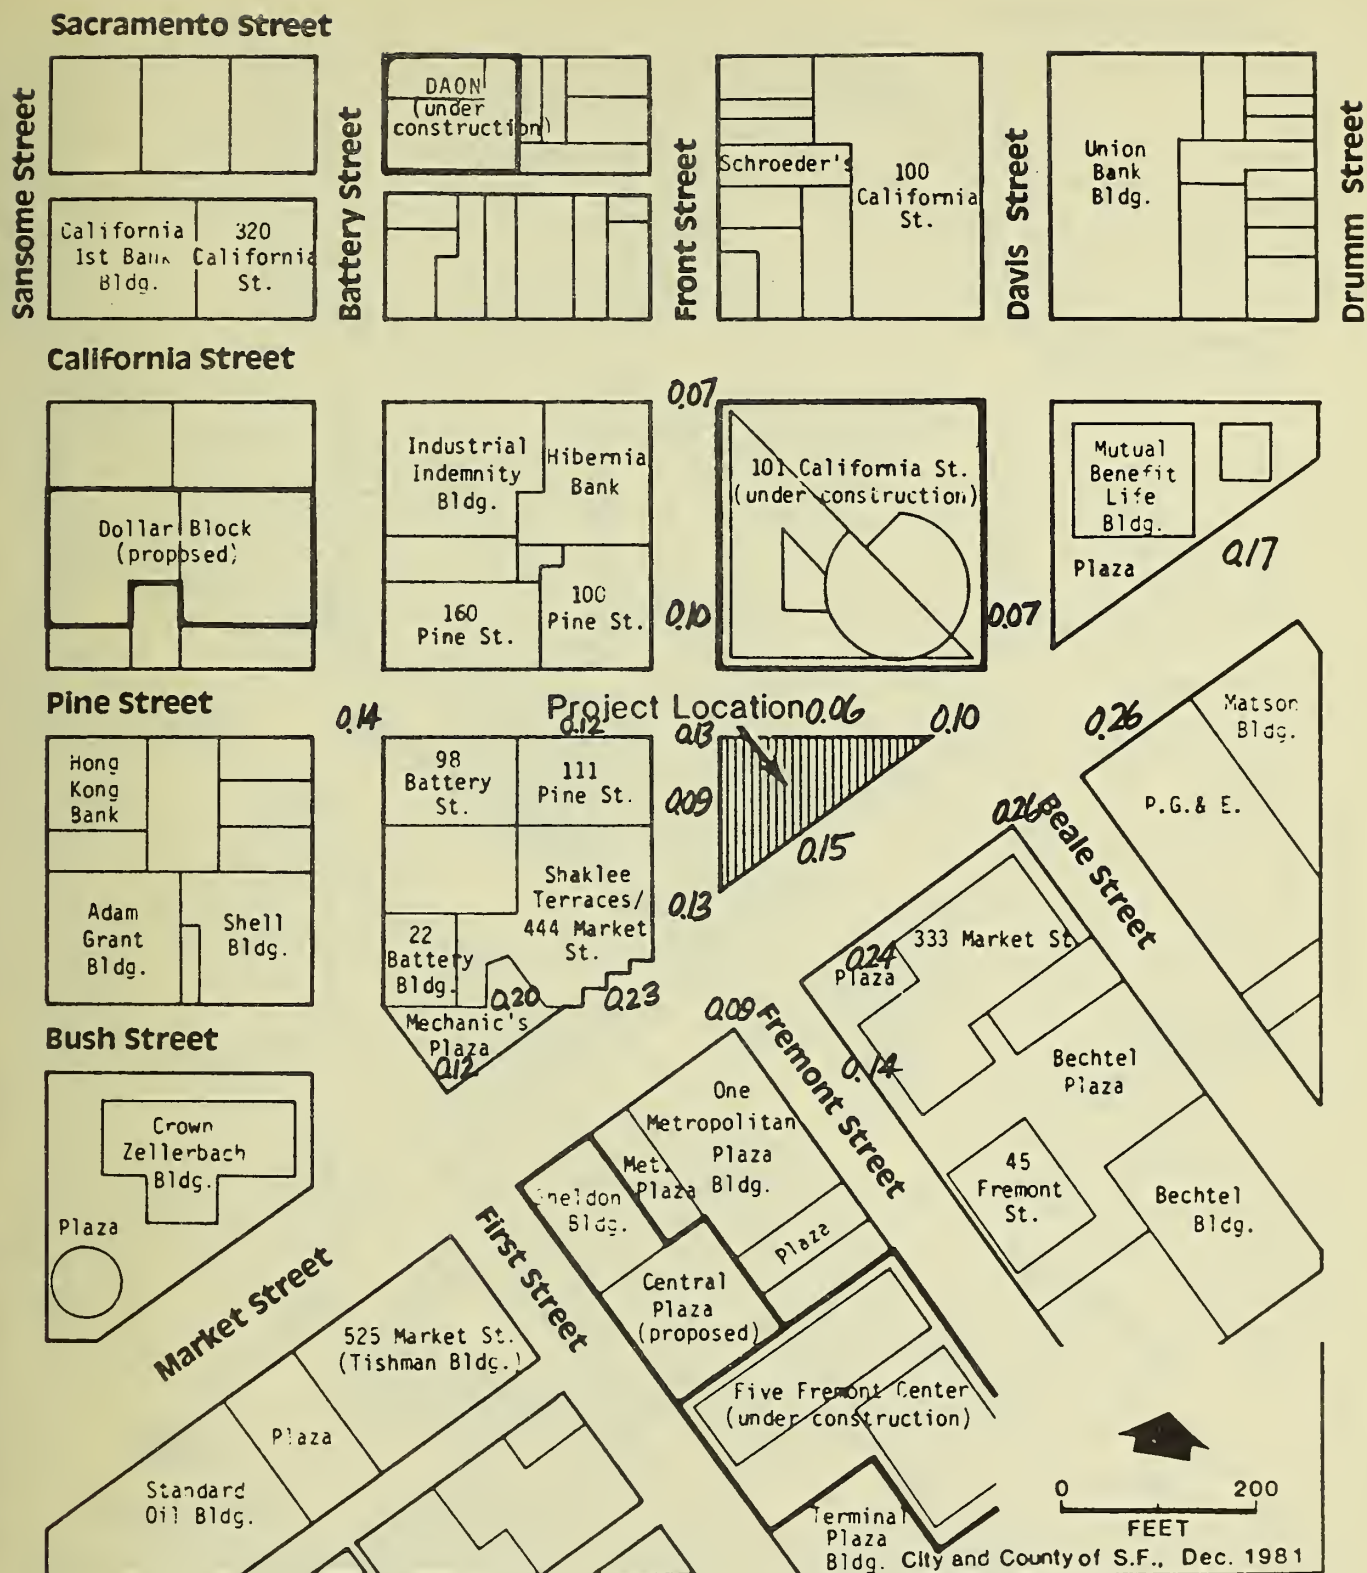 Sacramento Street
Sansome Street
Battery Street
Front Street
Davis Street
Drumm Street
DAON
(under
construction)
Schroeder's
100
California
St.
Union
Bank
Bldg.
California
1st Bank
Bldg.
320
California
St.
California Street
0.07
Industrial
Indemnity
Bldg.
Hibernia
Bank
101 California St.
(under construction)
Mutual
Benefit
Life
Bldg.
Plaza
0.17
Dollar Block
(proposed)
160
Pine St.
100
Pine St.
0.10
0.07
Pine Street
0.14
Project Location
0.12
0.13
0.06
0.10
0.26
Matson
Bldg.
Hong
Kong
Bank
98
Battery
St.
111
Pine St.
0.09
0.15
0.13
0.26
Beale Street
P.G.& E.
Adam
Grant
Bldg.
Shell
Bldg.
Shaklee
Terraces/
444 Market
St.
22
Battery
Bldg.
0.20
0.23
Mechanic's
Plaza
0.12
333 Market St
0.24
Plaza
0.09
Fremont Street
0.14
Bush Street
Crown
Zellerbach
Bldg.
Plaza
One
Metropolitan
Plaza
Bldg.
Met.
Plaza
Sheldon
Bldg.
Plaza
Bechtel
Plaza
45
Fremont
St.
Bechtel
Bldg.
Market Street
First Street
Central
Plaza
(proposed)
525 Market St.
(Tishman Bldg.)
Plaza
Standard
Oil Bldg.
Five Fremont Center
(under construction)
Terminal
Plaza
Bldg.
0 200
FEET
City and County of S.F., Dec. 1981